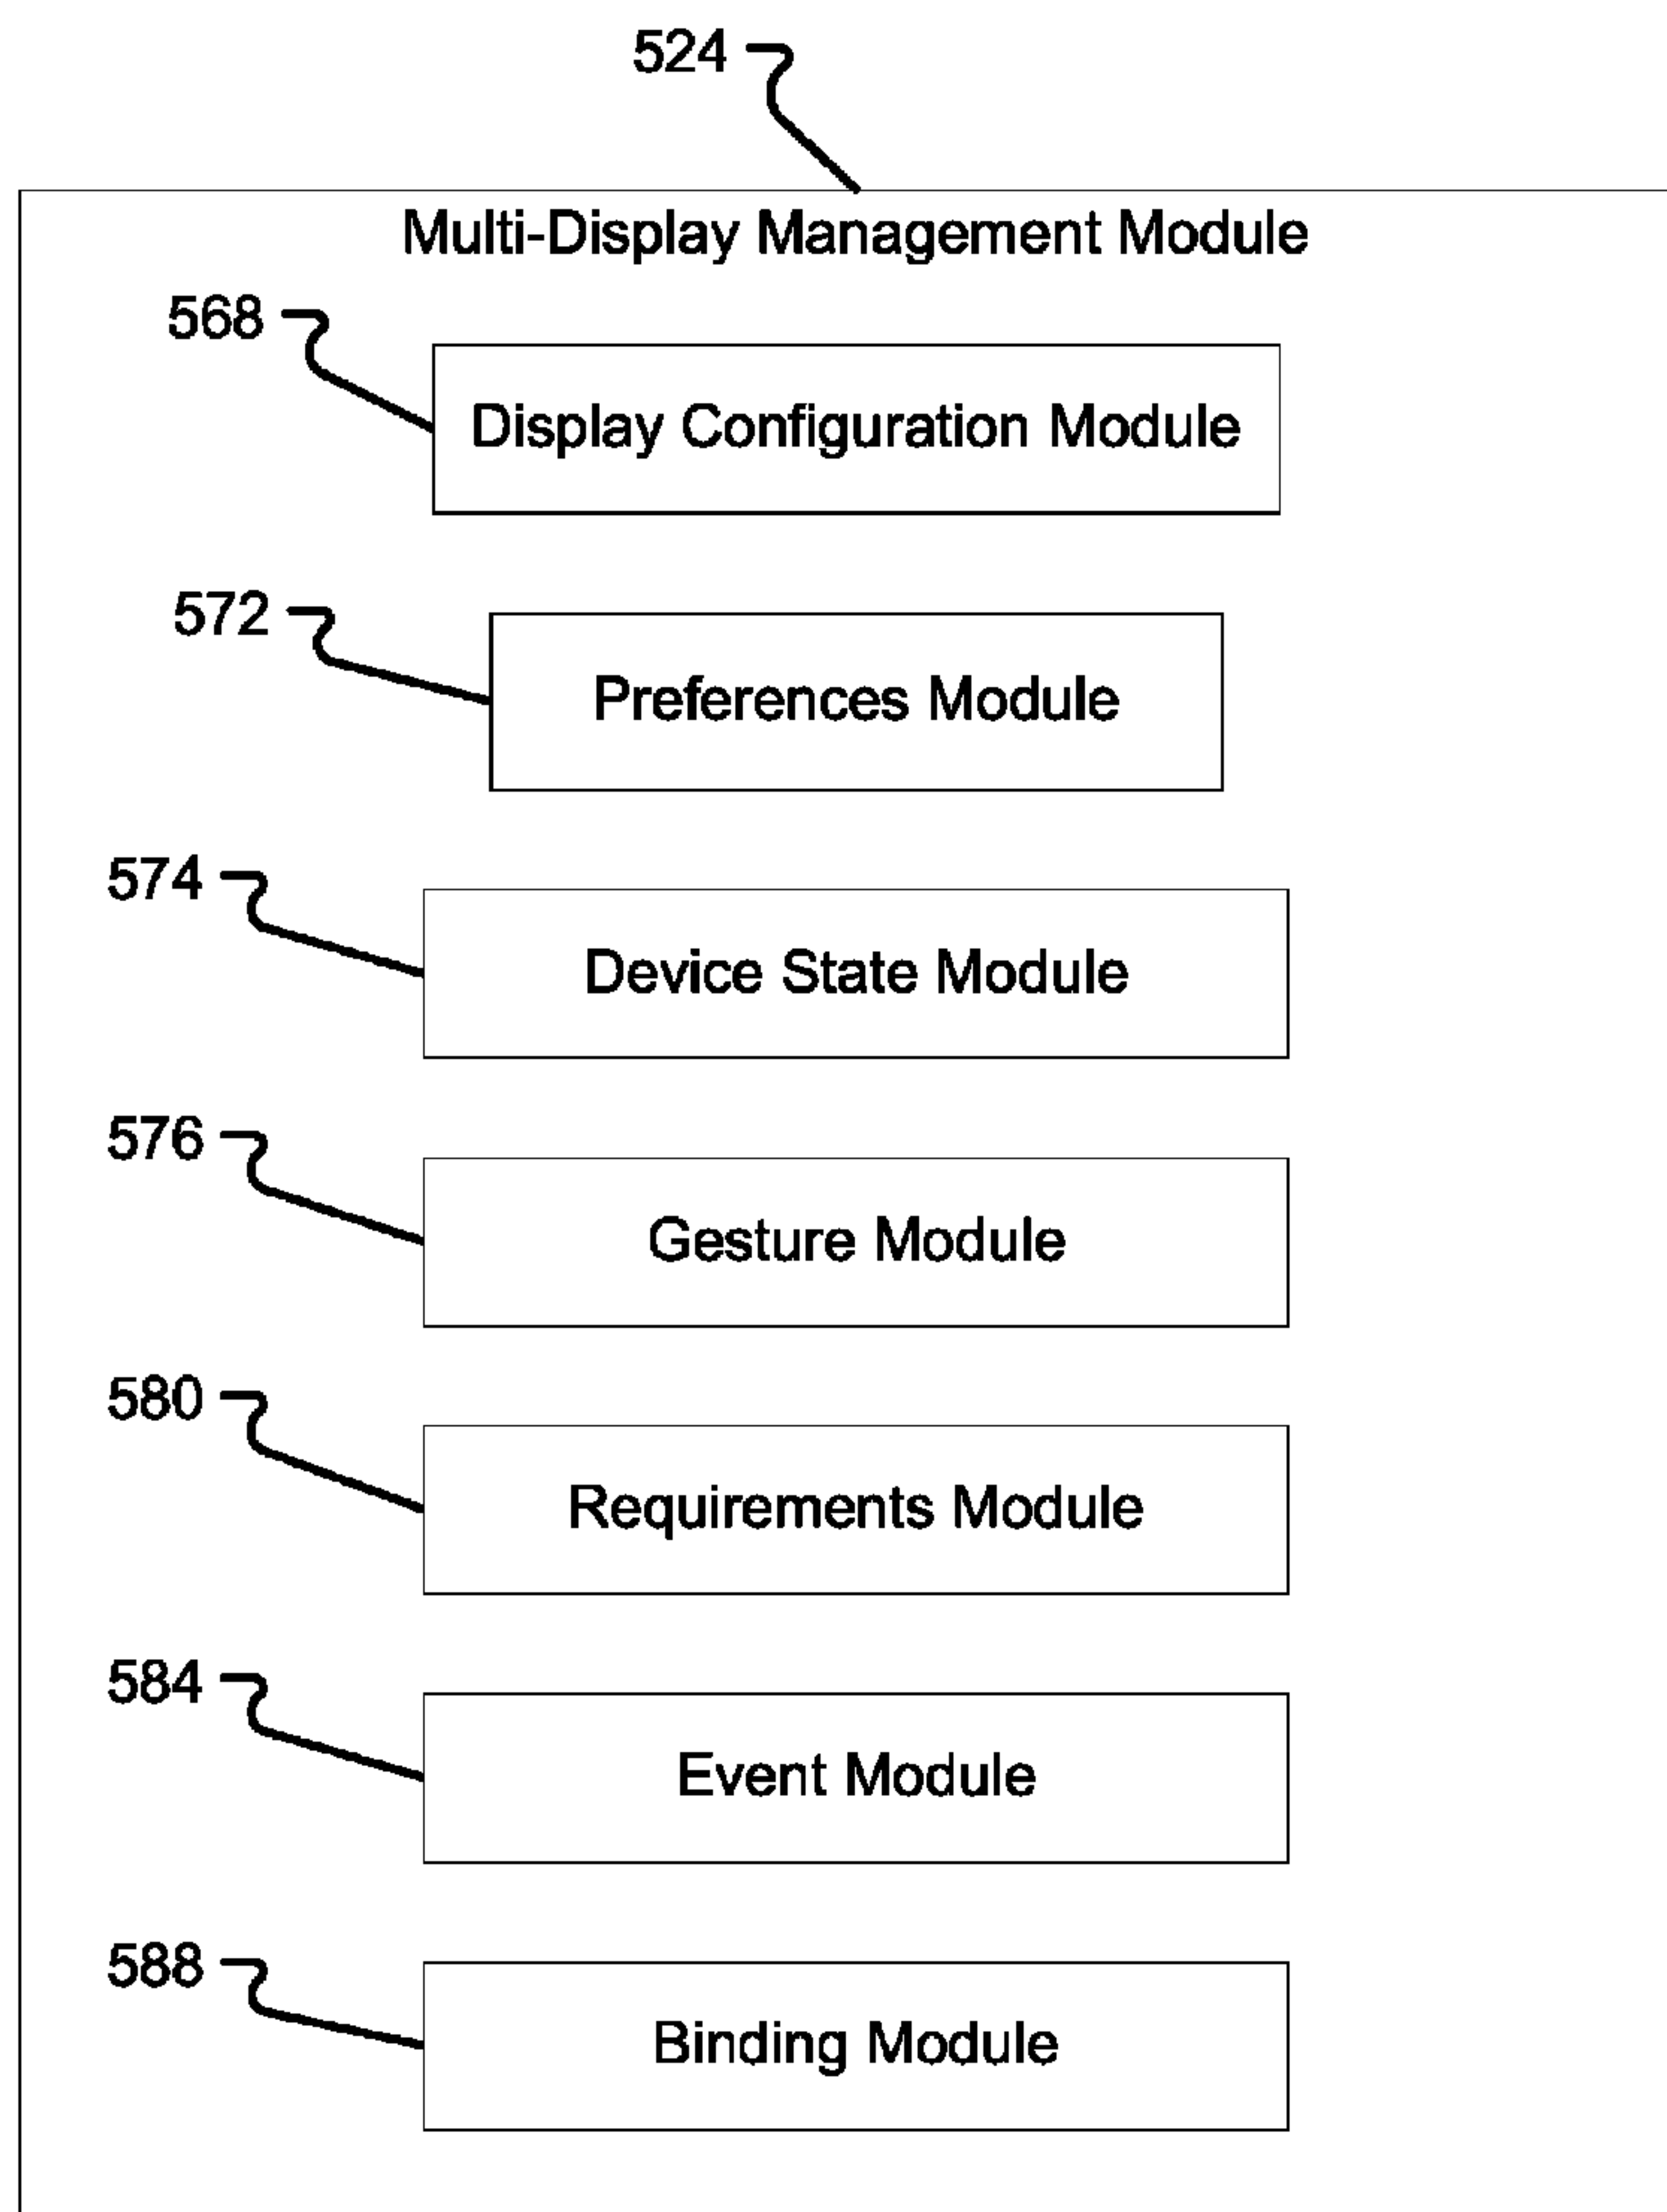 524
Multi-Display Management Module
568
Display Configuration Module
572
Preferences Module
574
Device State Module
576
Gesture Module
580
Requirements Module
584
Event Module
588
Binding Module